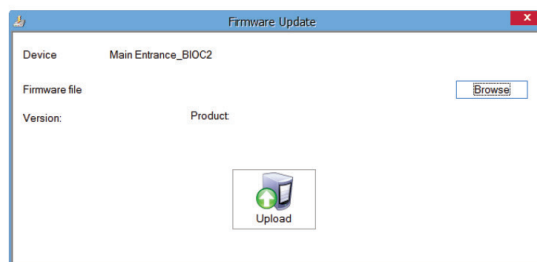 Firmware Update
x
Device Main Entrance_BIOC2
Firmware file Browse
Version: Product:
Upload